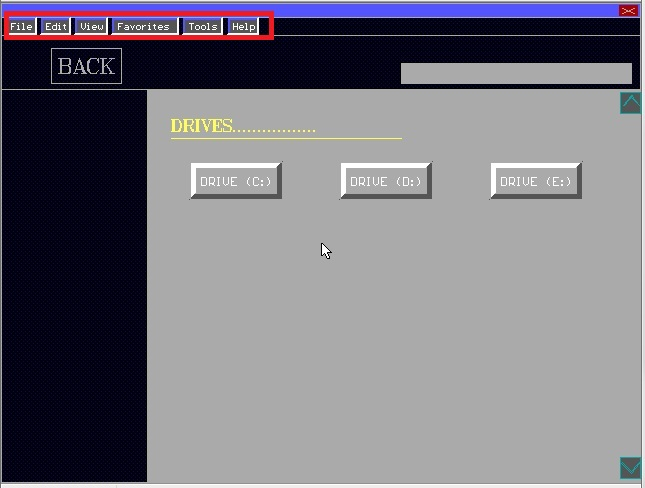 File Edit View Favorites Tools Help
BACK
DRIVES.................
DRIVE (C:) DRIVE (D:) DRIVE (E:)